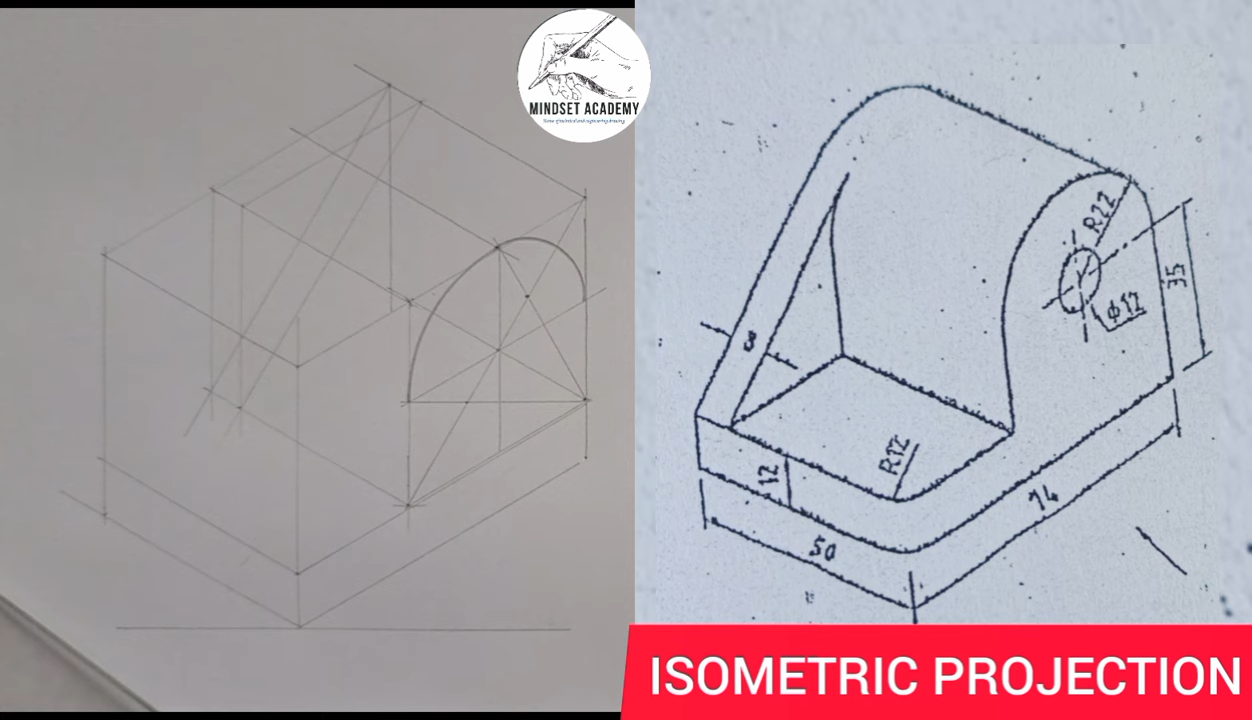 MINDSET ACADEMY
R22
35
Φ12
8
R12
12
74
50
ISOMETRIC PROJECTION